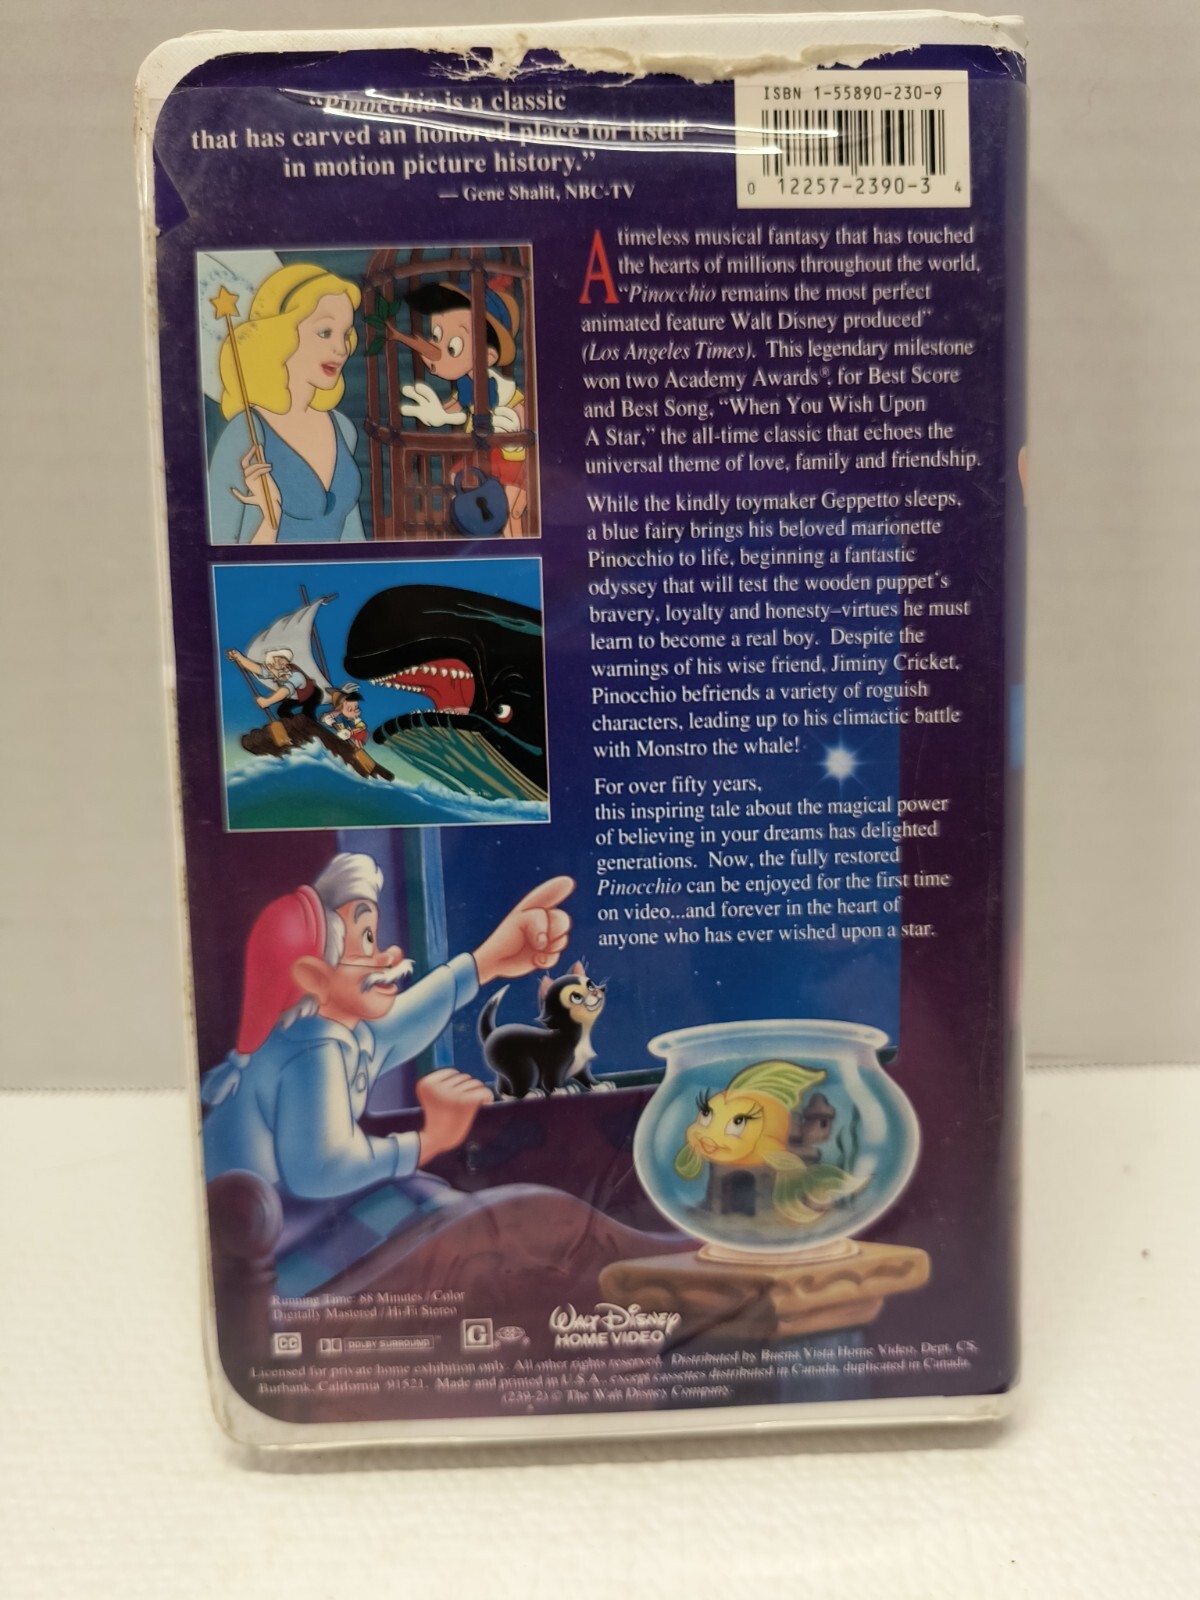 "Pinocchio is a classic
that has carved an honored place for itself
in motion picture history."
— Gene Shalit, NBC-TV
ISBN 1-55890-230-9
0 12257-2390-3 4
A timeless musical fantasy that has touched
the hearts of millions throughout the world,
"Pinocchio remains the most perfect
animated feature Walt Disney produced"
(Los Angeles Times). This legendary milestone
won two Academy Awards®, for Best Score
and Best Song, "When You Wish Upon
A Star," the all-time classic that echoes the
universal theme of love, family and friendship.
While the kindly toymaker Geppetto sleeps,
a blue fairy brings his beloved marionette
Pinocchio to life, beginning a fantastic
odyssey that will test the wooden puppet's
bravery, loyalty and honesty–virtues he must
learn to become a real boy. Despite the
warnings of his wise friend, Jiminy Cricket,
Pinocchio befriends a variety of roguish
characters, leading up to his climactic battle
with Monstro the whale!
For over fifty years,
this inspiring tale about the magical power
of believing in your dreams has delighted
generations. Now, the fully restored
Pinocchio can be enjoyed for the first time
on video...and forever in the heart of
anyone who has ever wished upon a star.
Running Time: 88 Minutes / Color
Digitally Mastered / Hi-Fi Stereo
CC DOLBY SURROUND G
WALT DISNEY
HOME VIDEO
Licensed for private home exhibition only. All other rights reserved. Distributed by Buena Vista Home Video, Dept. CS,
Burbank, California 91521. Made and printed in U.S.A., except cassettes distributed in Canada, duplicated in Canada.
(239-2) © The Walt Disney Company.